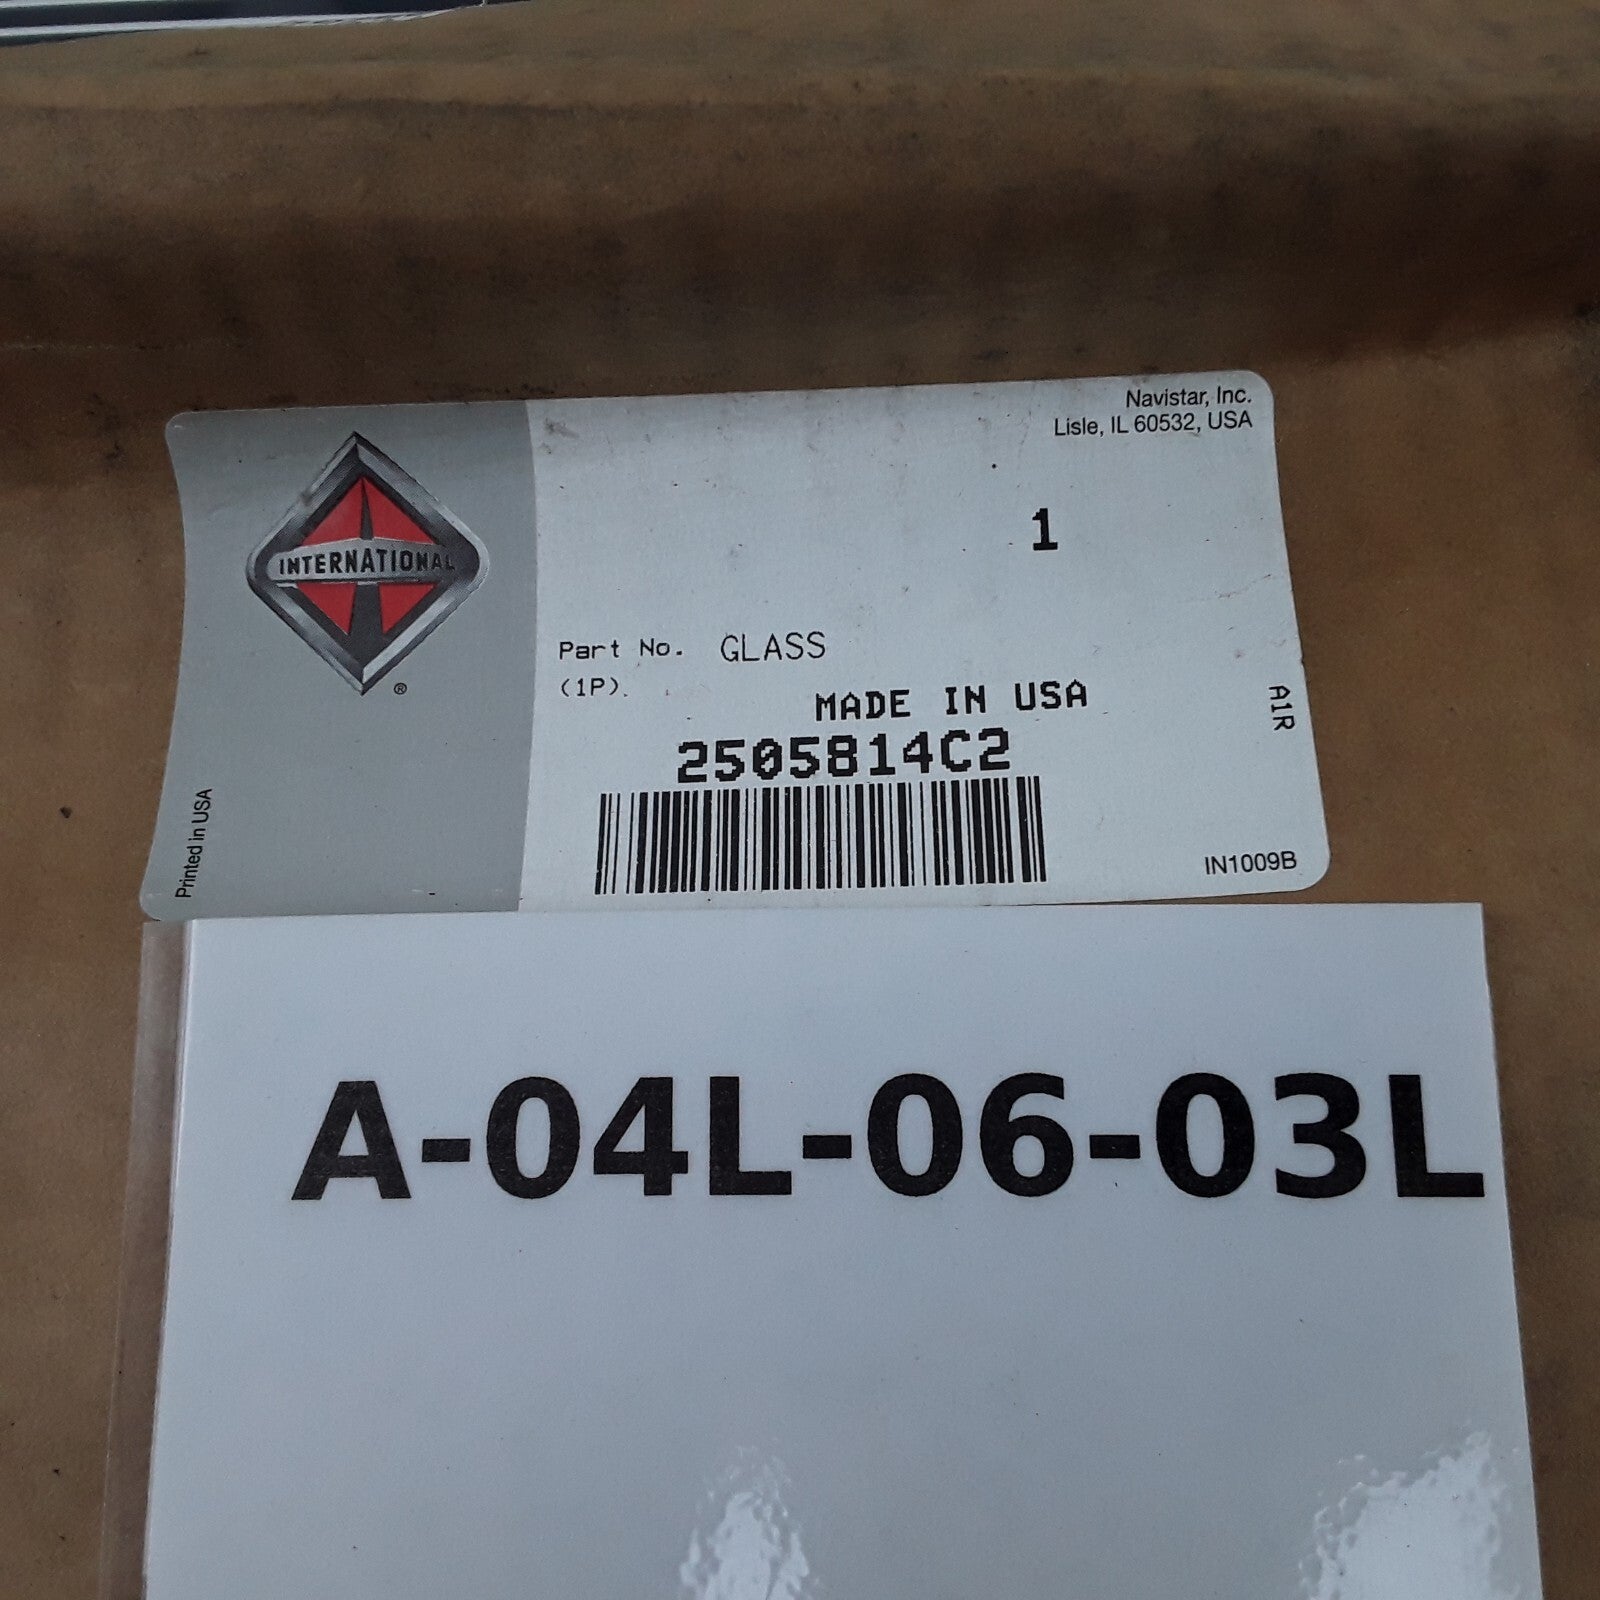 Navistar, Inc.
Lisle, IL 60532, USA
INTERNATIONAL
®
1
Part No. GLASS
(1P)
MADE IN USA
2505814C2
A1R
Printed in USA
IN1009B
A-04L-06-03L